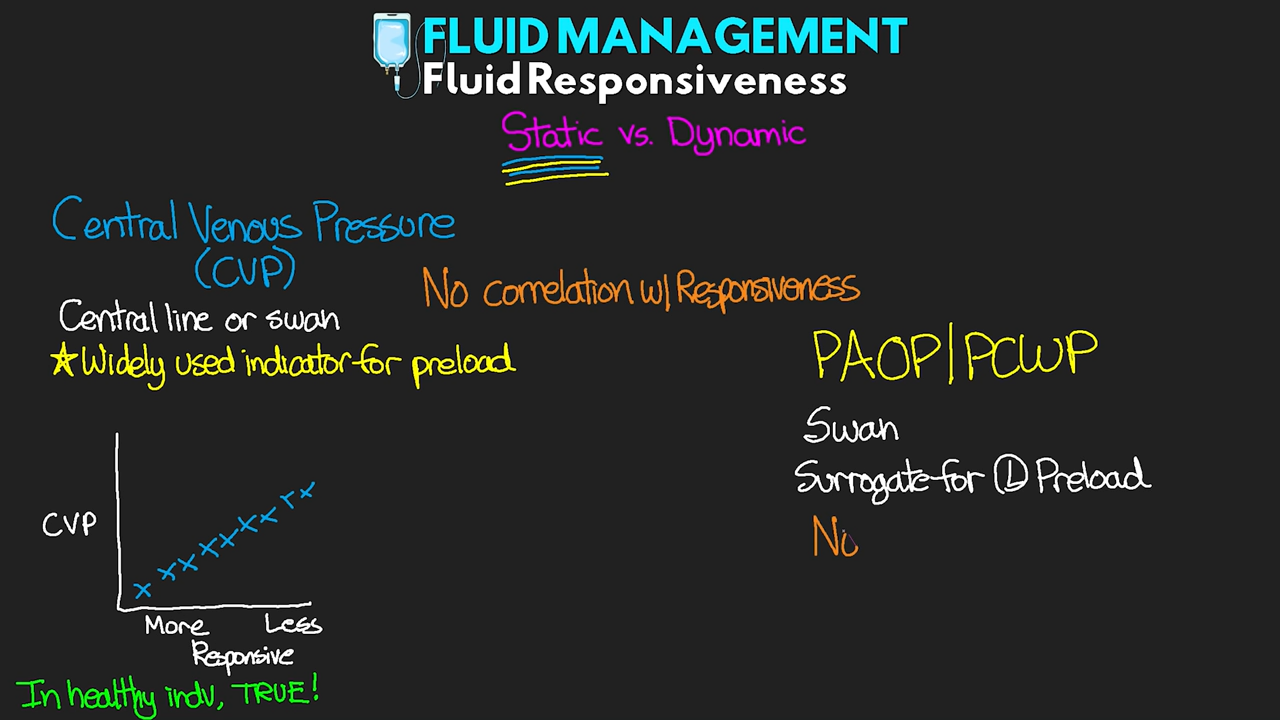 FLUID MANAGEMENT
Fluid Responsiveness
Static vs. Dynamic
Central Venous Pressure
(CVP)
Central line or swan
☆Widely used indicator for preload
No correlation w/ Responsiveness
PAOP/PCWP
Swan
Surrogate for Ⓛ Preload
No
CVP
More Less
Responsive
In healthy indv, TRUE!